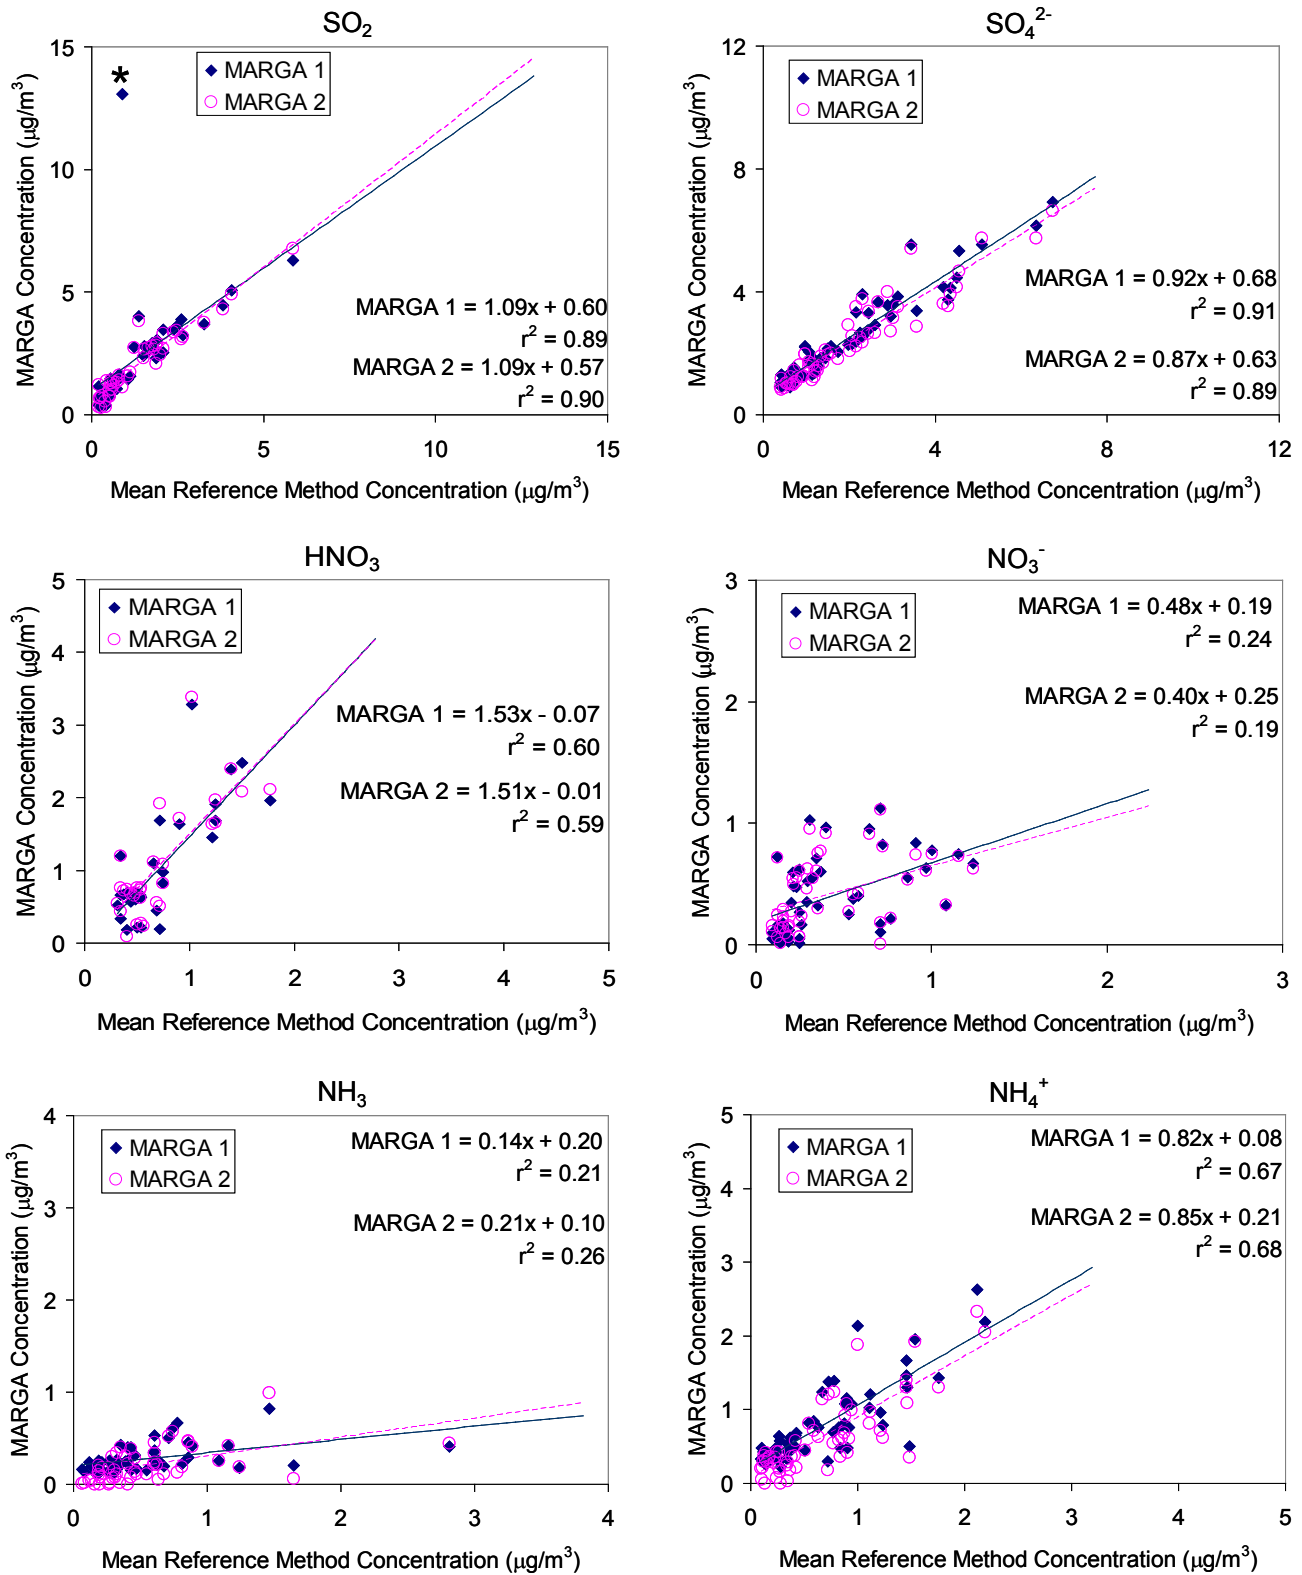 SO₂
15
10
5
0
0 5 10 15
MARGA Concentration (μg/m³)
*
MARGA 1
MARGA 2
MARGA 1 = 1.09x + 0.60
r² = 0.89
MARGA 2 = 1.09x + 0.57
r² = 0.90
Mean Reference Method Concentration (μg/m³)
SO₄²⁻
12
8
4
0
0 4 8 12
MARGA Concentration (μg/m³)
MARGA 1
MARGA 2
MARGA 1 = 0.92x + 0.68
r² = 0.91
MARGA 2 = 0.87x + 0.63
r² = 0.89
Mean Reference Method Concentration (μg/m³)
HNO₃
5
4
3
2
1
0
0 1 2 3 4 5
MARGA Concentration (μg/m³)
MARGA 1
MARGA 2
MARGA 1 = 1.53x - 0.07
r² = 0.60
MARGA 2 = 1.51x - 0.01
r² = 0.59
Mean Reference Method Concentration (μg/m³)
NO₃⁻
3
2
1
0
0 1 2 3
MARGA Concentration (μg/m³)
MARGA 1
MARGA 2
MARGA 1 = 0.48x + 0.19
r² = 0.24
MARGA 2 = 0.40x + 0.25
r² = 0.19
Mean Reference Method Concentration (μg/m³)
NH₃
4
3
2
1
0
0 1 2 3 4
MARGA Concentration (μg/m³)
MARGA 1
MARGA 2
MARGA 1 = 0.14x + 0.20
r² = 0.21
MARGA 2 = 0.21x + 0.10
r² = 0.26
Mean Reference Method Concentration (μg/m³)
NH₄⁺
5
4
3
2
1
0
0 1 2 3 4 5
MARGA Concentration (μg/m³)
MARGA 1
MARGA 2
MARGA 1 = 0.82x + 0.08
r² = 0.67
MARGA 2 = 0.85x + 0.21
r² = 0.68
Mean Reference Method Concentration (μg/m³)